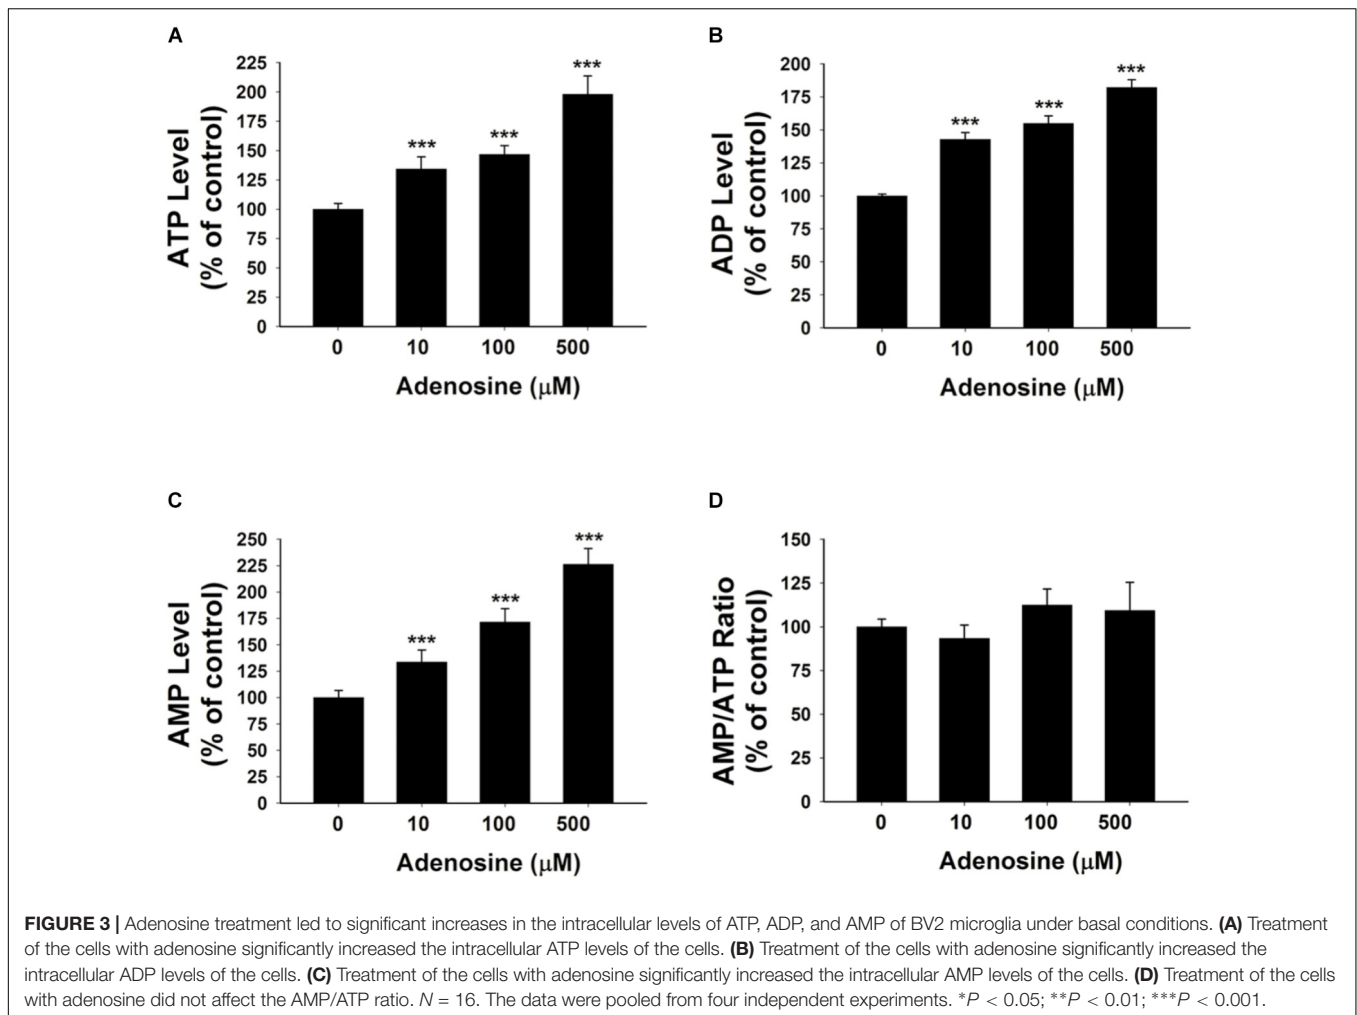 A
225
200
175
150
125
100
75
50
25
0
ATP Level
(% of control)
***
***
***
0 10 100 500
Adenosine (μM)
B
200
175
150
125
100
75
50
25
0
ADP Level
(% of control)
***
***
***
0 10 100 500
Adenosine (μM)
C
250
225
200
175
150
125
100
75
50
25
0
AMP Level
(% of control)
***
***
***
0 10 100 500
Adenosine (μM)
D
150
125
100
75
50
25
0
AMP/ATP Ratio
(% of control)
0 10 100 500
Adenosine (μM)
FIGURE 3 | Adenosine treatment led to significant increases in the intracellular levels of ATP, ADP, and AMP of BV2 microglia under basal conditions. (A) Treatment
of the cells with adenosine significantly increased the intracellular ATP levels of the cells. (B) Treatment of the cells with adenosine significantly increased the
intracellular ADP levels of the cells. (C) Treatment of the cells with adenosine significantly increased the intracellular AMP levels of the cells. (D) Treatment of the cells
with adenosine did not affect the AMP/ATP ratio. N = 16. The data were pooled from four independent experiments. *P < 0.05; **P < 0.01; ***P < 0.001.